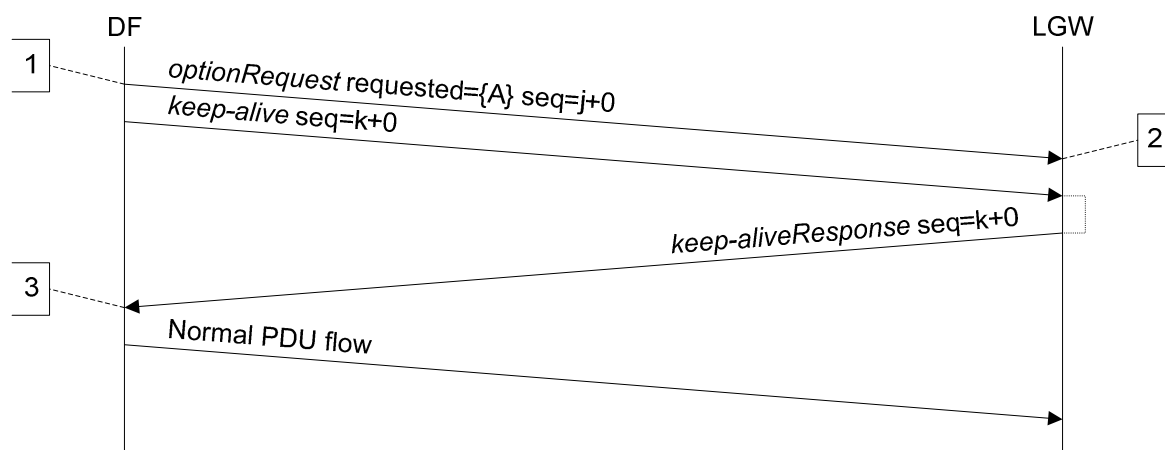 DF
LGW
1
optionRequest requested={A} seq=j+0
keep-alive seq=k+0
2
keep-aliveResponse seq=k+0
3
Normal PDU flow